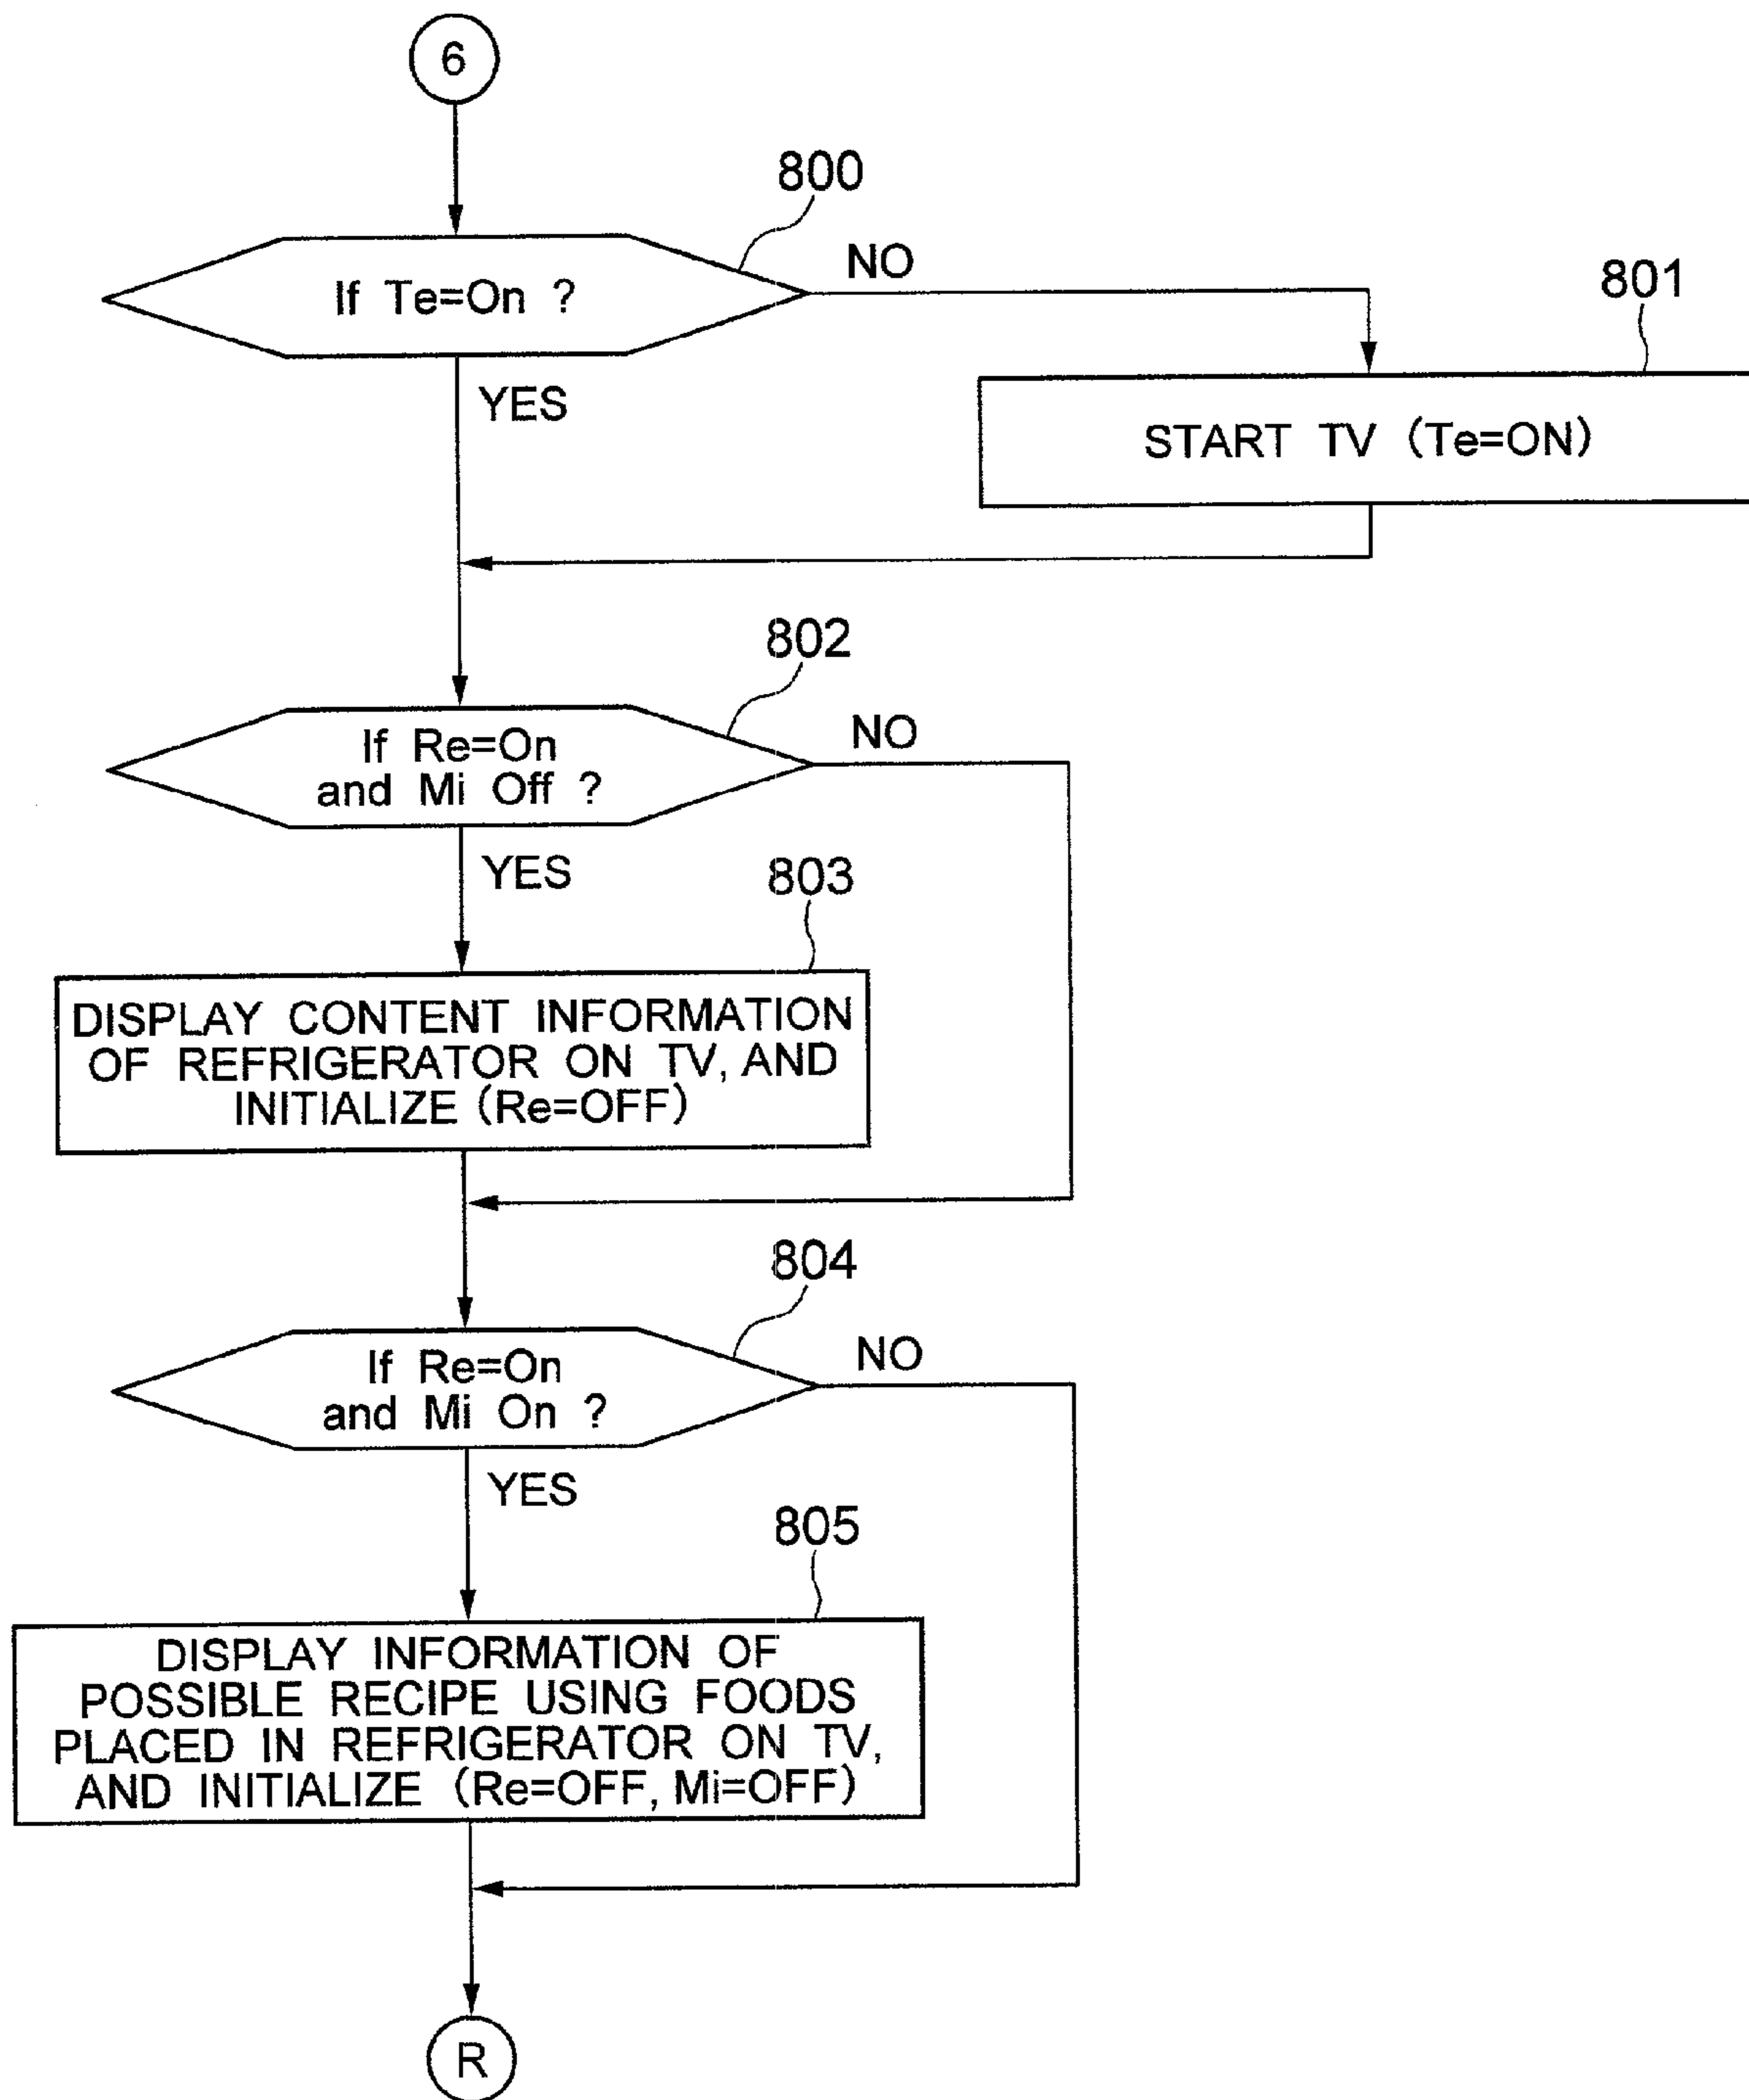 6
800
If Te=On ?
NO
801
YES
START TV (Te=ON)
802
If Re=On
and Mi Off ?
NO
YES
803
DISPLAY CONTENT INFORMATION
OF REFRIGERATOR ON TV, AND
INITIALIZE (Re=OFF)
804
If Re=On
and Mi On ?
NO
YES
805
DISPLAY INFORMATION OF
POSSIBLE RECIPE USING FOODS
PLACED IN REFRIGERATOR ON TV,
AND INITIALIZE (Re=OFF, Mi=OFF)
R